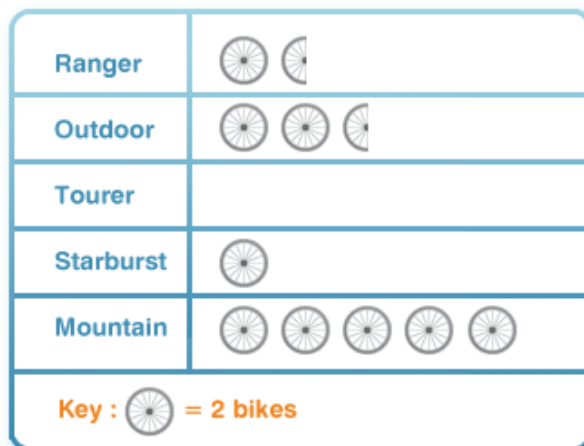 Ranger
Outdoor
Tourer
Starburst
Mountain
Key : = 2 bikes